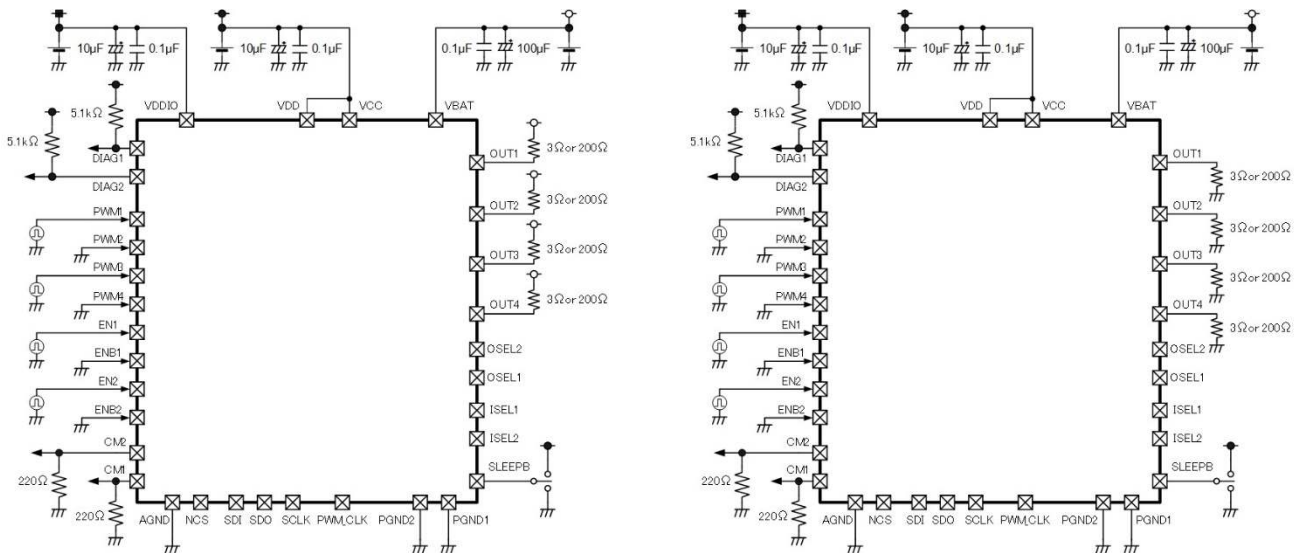 10μF
0.1μF
10μF
0.1μF
0.1μF
100μF
5.1kΩ
5.1kΩ
VDDIO
VDD
VCC
VBAT
DIAG1
DIAG2
PWM1
PWM2
PWM3
PWM4
EN1
ENB1
EN2
ENB2
CM2
CM1
220Ω
220Ω
OUT1
3Ω or 200Ω
OUT2
3Ω or 200Ω
OUT3
3Ω or 200Ω
OUT4
3Ω or 200Ω
OSEL2
OSEL1
ISEL1
ISEL2
SLEEPB
AGND
NCS
SDI
SDO
SCLK
PWM_CLK
PGND2
PGND1
10μF
0.1μF
10μF
0.1μF
0.1μF
100μF
5.1kΩ
5.1kΩ
VDDIO
VDD
VCC
VBAT
DIAG1
DIAG2
PWM1
PWM2
PWM3
PWM4
EN1
ENB1
EN2
ENB2
CM2
CM1
220Ω
220Ω
OUT1
3Ω or 200Ω
OUT2
3Ω or 200Ω
OUT3
3Ω or 200Ω
OUT4
3Ω or 200Ω
OSEL2
OSEL1
ISEL1
ISEL2
SLEEPB
AGND
NCS
SDI
SDO
SCLK
PWM_CLK
PGND2
PGND1